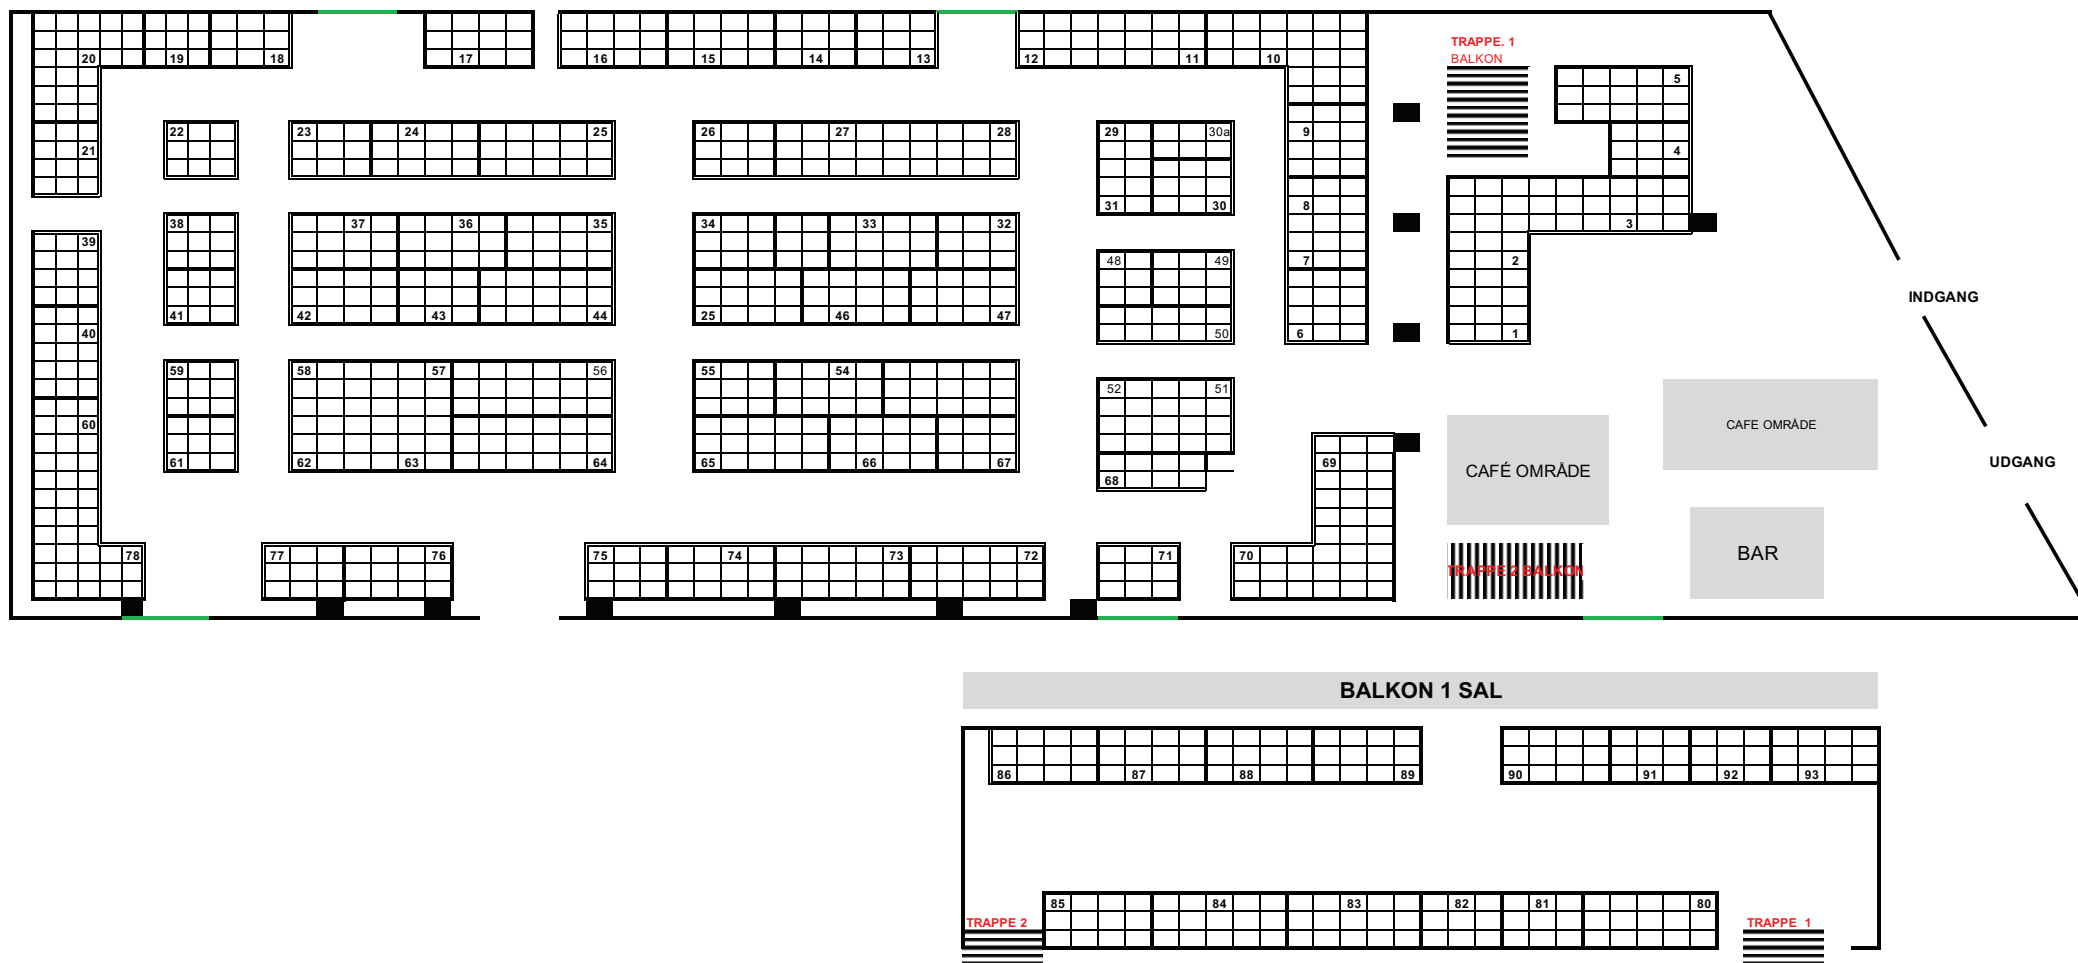 TRAPPE. 1
BALKON
20 19 18 17 16 15 14 13 12 11 10
5
22 23 24 25 26 27 28 29 30a 9
21 4
31 30 8
38 37 36 35 34 33 32 3
39 7 2
48 49
INDGANG
41 42 43 44 25 46 47
40 50 6 1
59 58 57 56 55 54
52 51
CAFE OMRÅDE
60
61 62 63 64 65 66 67 69
UDGANG
CAFÉ OMRÅDE
68
78 77 76 75 74 73 72 71 70
BAR
TRAPPE 2 BALKON
BALKON 1 SAL
86 87 88 89 90 91 92 93
85 84 83 82 81 80
TRAPPE 2
TRAPPE 1